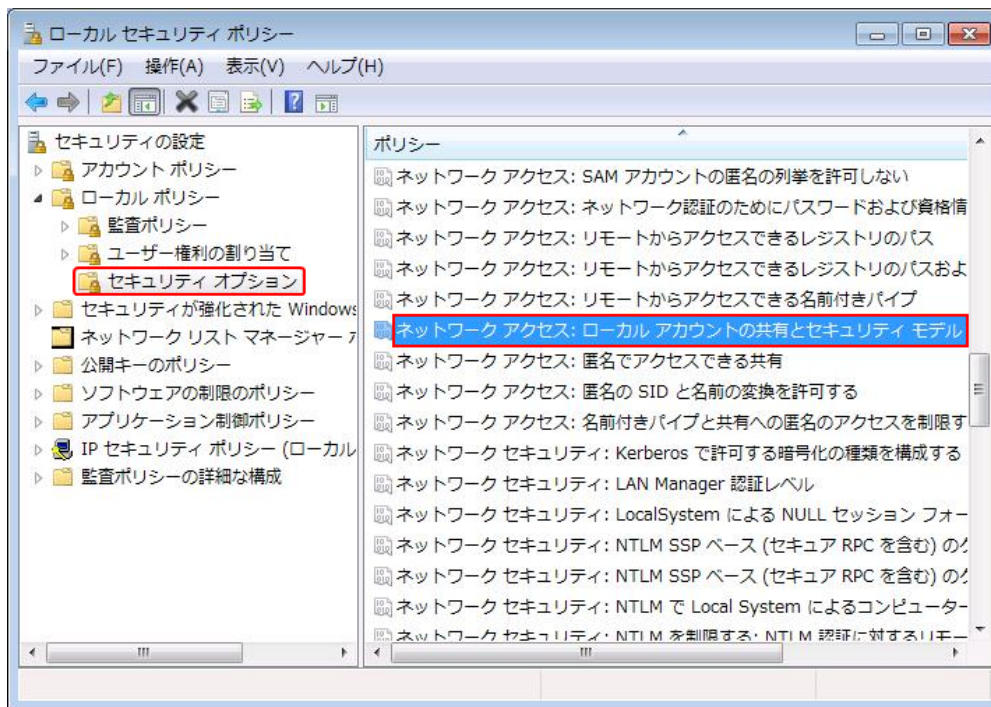 ローカル セキュリティ ポリシー
ファイル(F) 操作(A) 表示(V) ヘルプ(H)
セキュリティの設定
アカウント ポリシー
ローカル ポリシー
監査ポリシー
ユーザー権利の割り当て
セキュリティ オプション
セキュリティが強化された Windows
ネットワーク リスト マネージャー
公開キーのポリシー
ソフトウェアの制限のポリシー
アプリケーション制御ポリシー
IP セキュリティ ポリシー (ローカル
監査ポリシーの詳細な構成
ポリシー
ネットワーク アクセス: SAM アカウントの匿名の列挙を許可しない
ネットワーク アクセス: ネットワーク認証のためにパスワードおよび資格情
ネットワーク アクセス: リモートからアクセスできるレジストリのパス
ネットワーク アクセス: リモートからアクセスできるレジストリのパスおよ
ネットワーク アクセス: リモートからアクセスできる名前付きパイプ
ネットワーク アクセス: ローカル アカウントの共有とセキュリティ モデル
ネットワーク アクセス: 匿名でアクセスできる共有
ネットワーク アクセス: 匿名の SID と名前の変換を許可する
ネットワーク アクセス: 名前付きパイプと共有への匿名のアクセスを制限す
ネットワーク セキュリティ: Kerberos で許可する暗号化の種類を構成する
ネットワーク セキュリティ: LAN Manager 認証レベル
ネットワーク セキュリティ: LocalSystem による NULL セッション フォー
ネットワーク セキュリティ: NTLM SSP ベース (セキュア RPC を含む) の
ネットワーク セキュリティ: NTLM SSP ベース (セキュア RPC を含む) の
ネットワーク セキュリティ: NTLM で Local System によるコンピューター
ネットワーク セキュリティ: NTLM を制限する: NTLM 認証に対するリモー